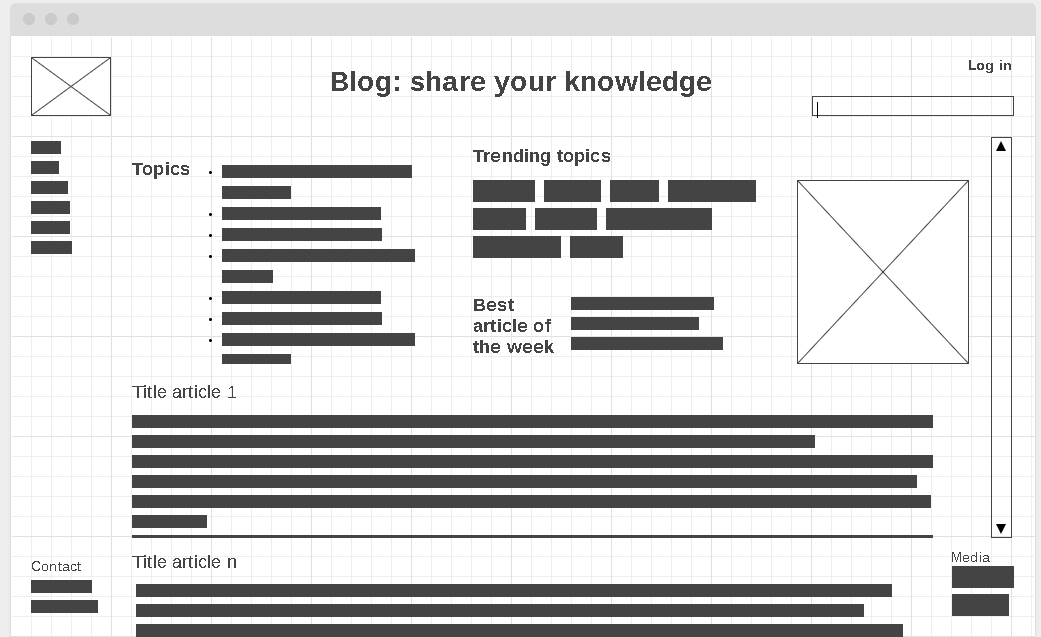 Blog: share your knowledge
Log in
Topics
Trending topics
Best
article of
the week
Title article 1
Title article n
Contact
Media